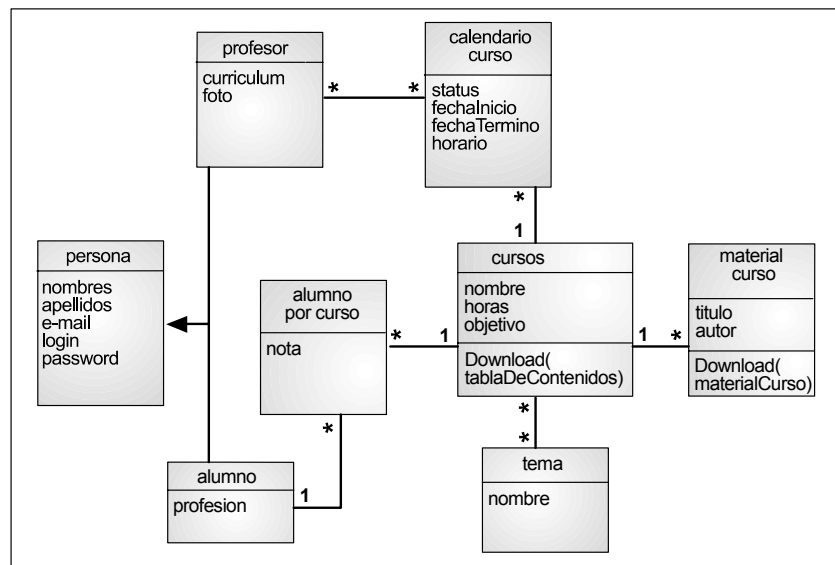 profesor
curriculum
foto
*
*
calendario
curso
status
fechaInicio
fechaTermino
horario
*
1
persona
nombres
apellidos
e-mail
login
password
alumno
por curso
nota
*
1
cursos
nombre
horas
objetivo
Download(
tablaDeContenidos)
1
*
material
curso
titulo
autor
Download(
materialCurso)
*
*
*
alumno
profesion
1
tema
nombre